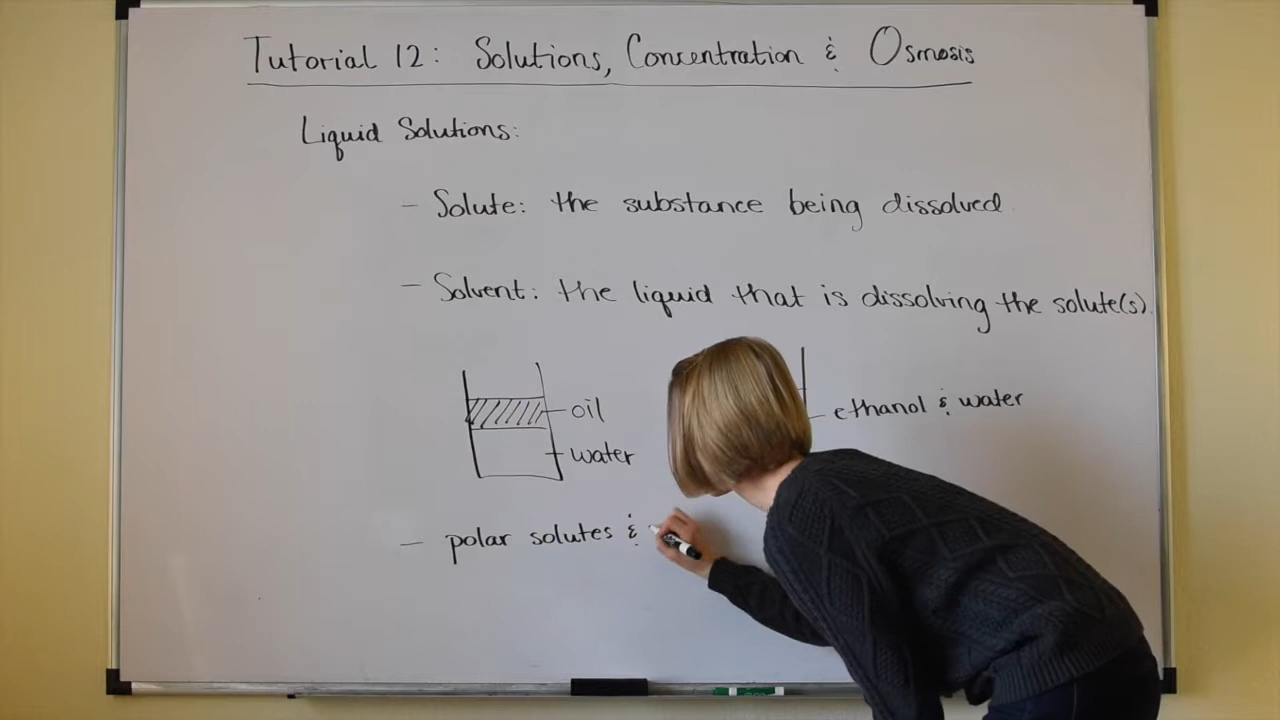 Tutorial 12: Solutions, Concentration & Osmosis
Liquid Solutions:
- Solute: the substance being dissolved
- Solvent: the liquid that is dissolving the solute(s).
oil
ethanol & water
water
- polar solutes &